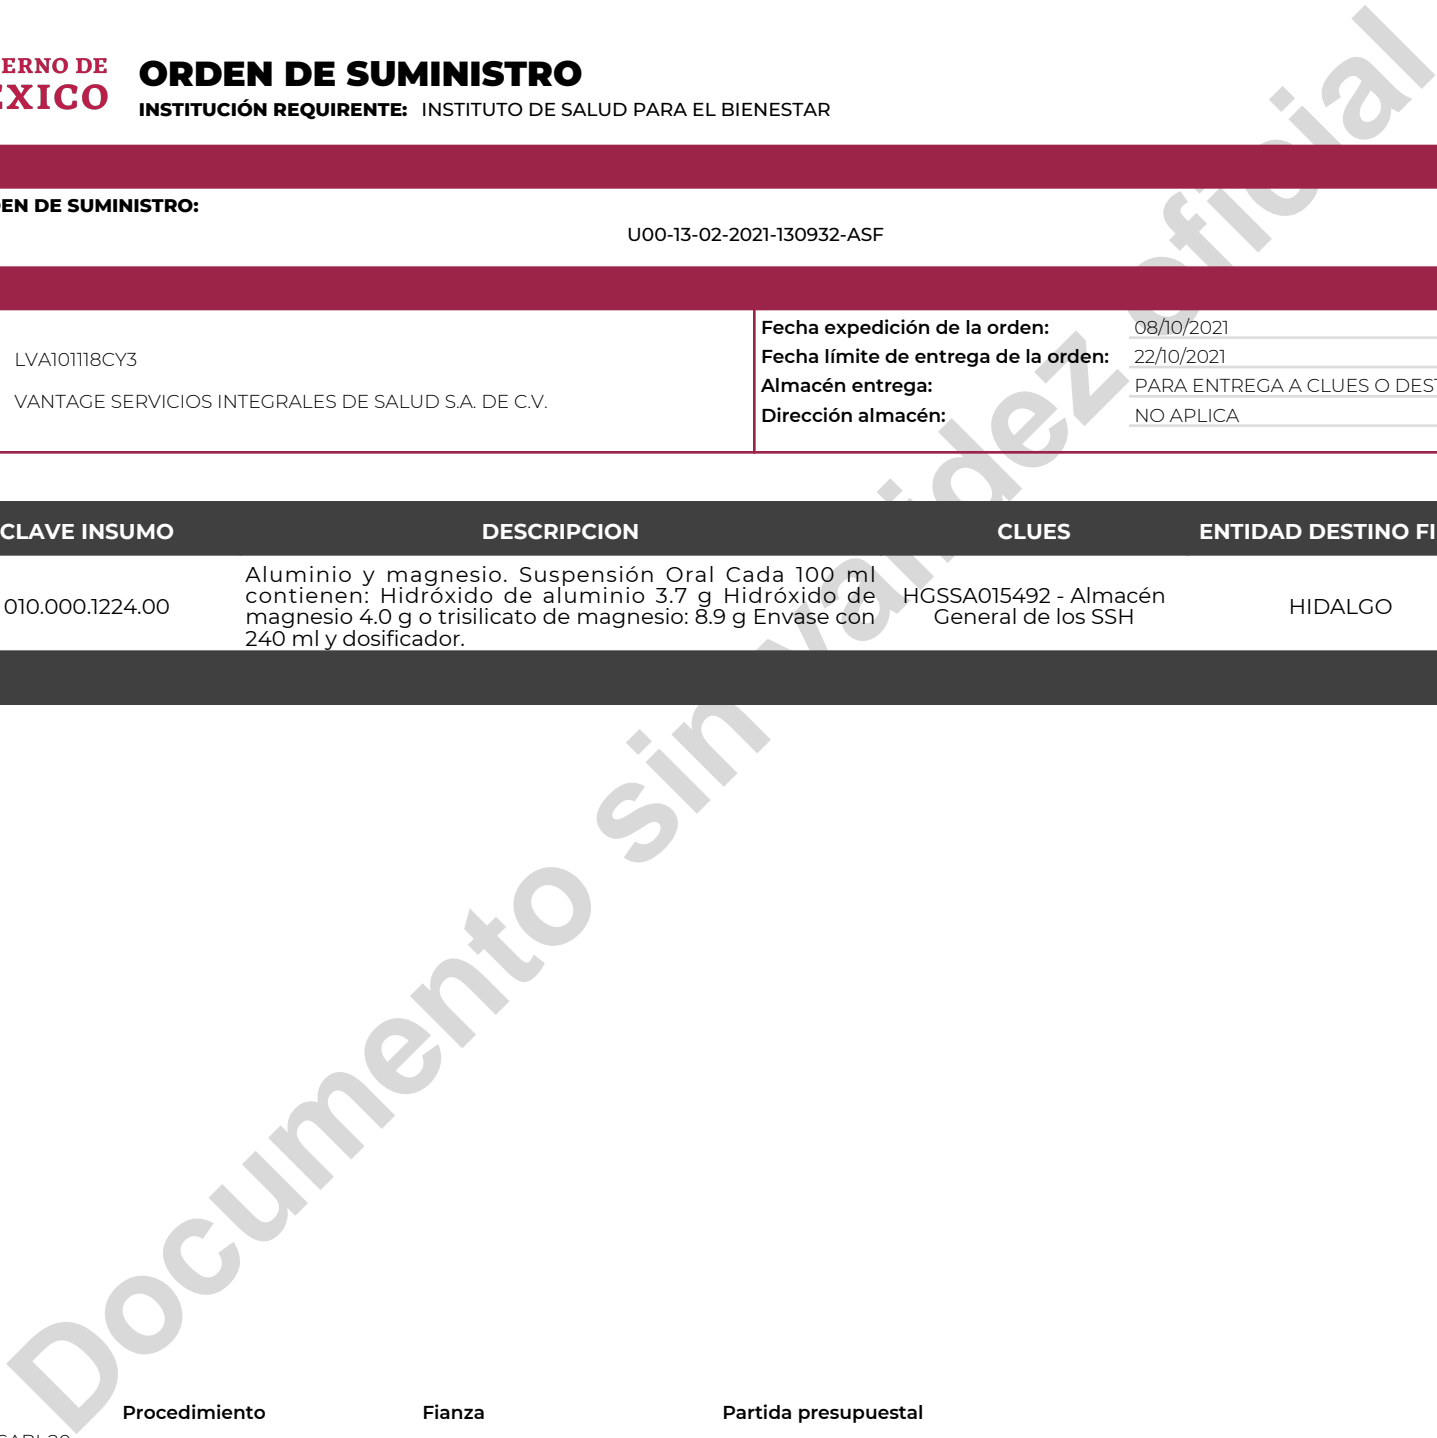 ERNO DE
EXICO
ORDEN DE SUMINISTRO
INSTITUCIÓN REQUIRENTE: INSTITUTO DE SALUD PARA EL BIENESTAR
EN DE SUMINISTRO:
U00-13-02-2021-130932-ASF
LVA101118CY3
VANTAGE SERVICIOS INTEGRALES DE SALUD S.A. DE C.V.
Fecha expedición de la orden: 08/10/2021
Fecha límite de entrega de la orden: 22/10/2021
Almacén entrega: PARA ENTREGA A CLUES O DEST
Dirección almacén: NO APLICA
CLAVE INSUMO DESCRIPCION CLUES ENTIDAD DESTINO FI
010.000.1224.00
Aluminio y magnesio. Suspensión Oral Cada 100 ml
contienen: Hidróxido de aluminio 3.7 g Hidróxido de
magnesio 4.0 g o trisilicato de magnesio: 8.9 g Envase con
240 ml y dosificador.
HGSSA015492 - Almacén
General de los SSH
HIDALGO
Documento sin validez oficial
Procedimiento Fianza Partida presupuestal